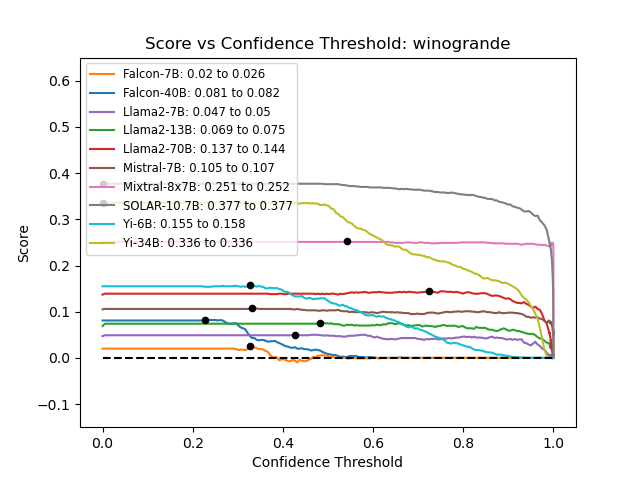 Score vs Confidence Threshold: winogrande
Score
0.6
0.5
0.4
0.3
0.2
0.1
0.0
−0.1
Falcon-7B: 0.02 to 0.026
Falcon-40B: 0.081 to 0.082
Llama2-7B: 0.047 to 0.05
Llama2-13B: 0.069 to 0.075
Llama2-70B: 0.137 to 0.144
Mistral-7B: 0.105 to 0.107
Mixtral-8x7B: 0.251 to 0.252
SOLAR-10.7B: 0.377 to 0.377
Yi-6B: 0.155 to 0.158
Yi-34B: 0.336 to 0.336
0.0 0.2 0.4 0.6 0.8 1.0
Confidence Threshold